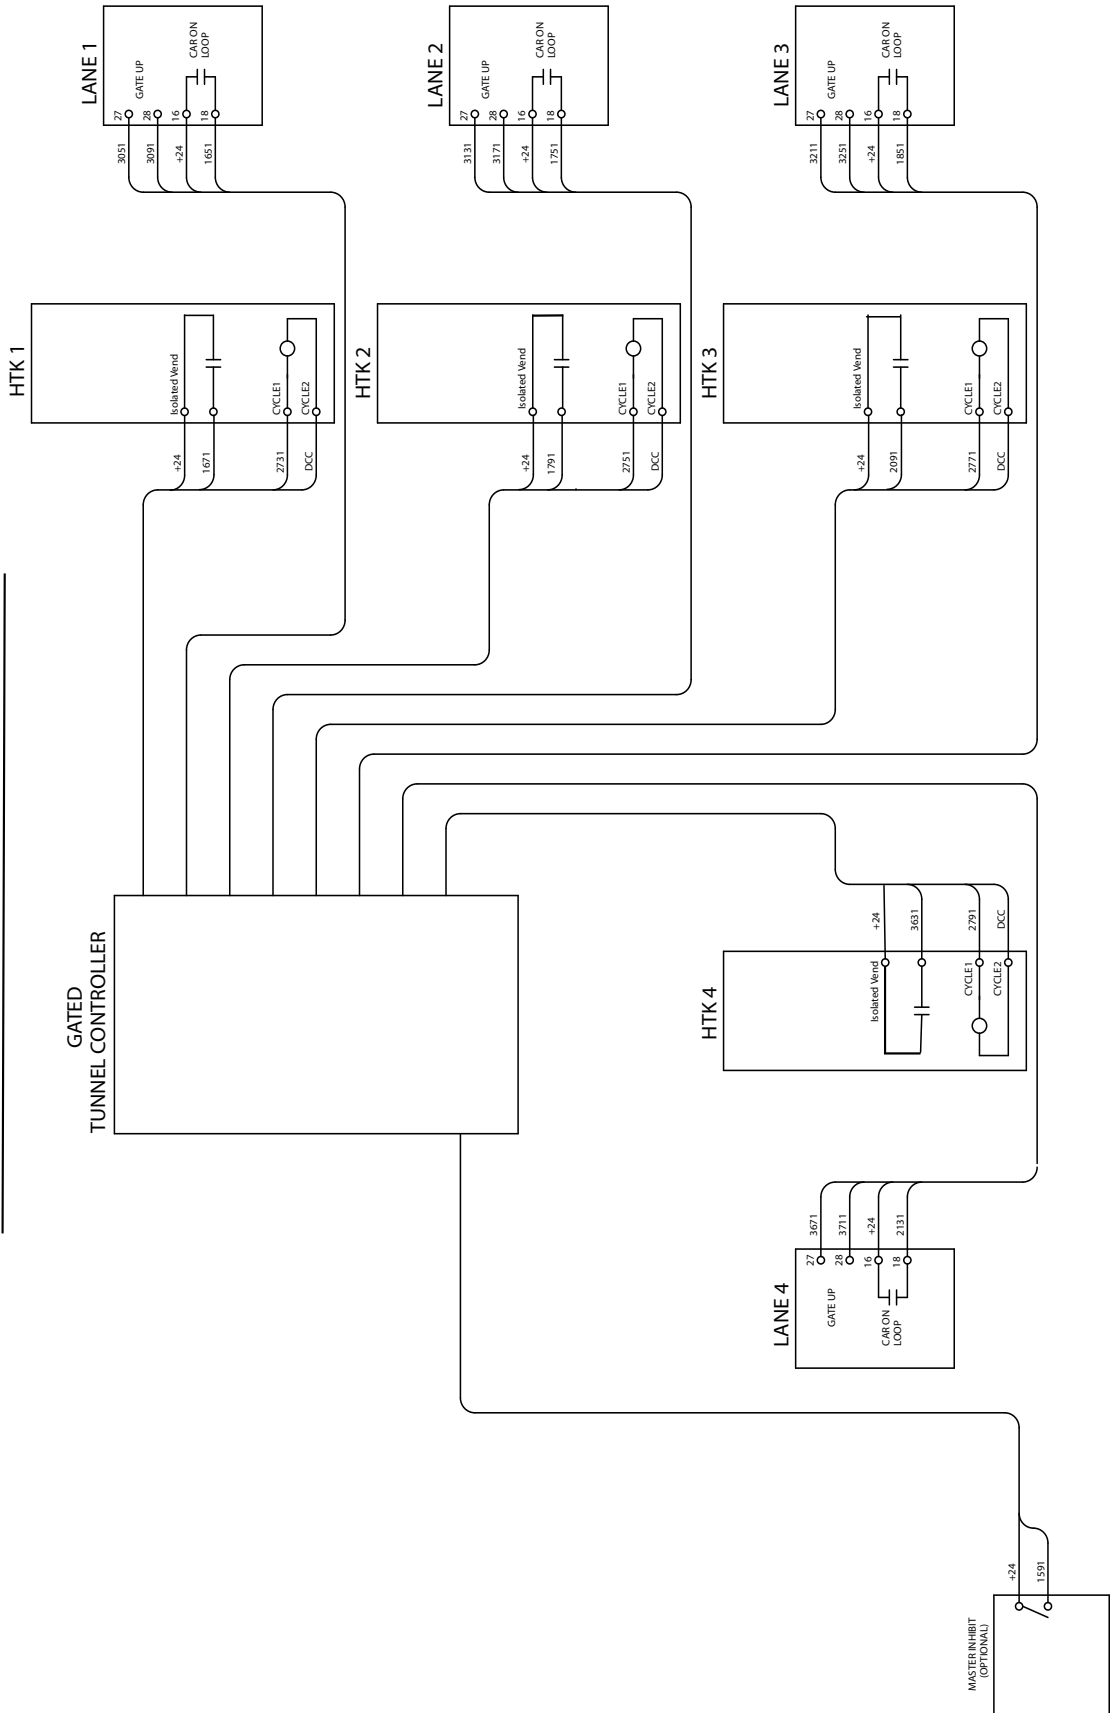 LANE 1
27
28
16
18
GATE UP
CAR ON
LOOP
3051
3091
+24
1651
LANE 2
27
28
16
18
GATE UP
CAR ON
LOOP
3131
3171
+24
1751
LANE 3
27
28
16
18
GATE UP
CAR ON
LOOP
3211
3251
+24
1851
HTK 1
Isolated Vend
CYCLE1
CYCLE2
+24
1671
2731
DCC
HTK 2
Isolated Vend
CYCLE1
CYCLE2
+24
1791
2751
DCC
HTK 3
Isolated Vend
CYCLE1
CYCLE2
+24
2091
2771
DCC
GATED
TUNNEL CONTROLLER
HTK 4
+24
3631
2791
DCC
Isolated Vend
CYCLE1
CYCLE2
LANE 4
3671
3711
+24
2131
27
28
16
18
GATE UP
CAR ON
LOOP
+24
1591
MASTER INHIBIT
(OPTIONAL)